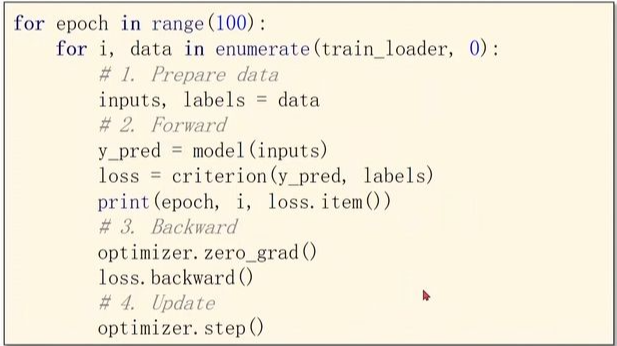 for epoch in range(100):
    for i, data in enumerate(train_loader, 0):
        # 1. Prepare data
        inputs, labels = data
        # 2. Forward
        y_pred = model(inputs)
        loss = criterion(y_pred, labels)
        print(epoch, i, loss.item())
        # 3. Backward
        optimizer.zero_grad()
        loss.backward()
        # 4. Update
        optimizer.step()